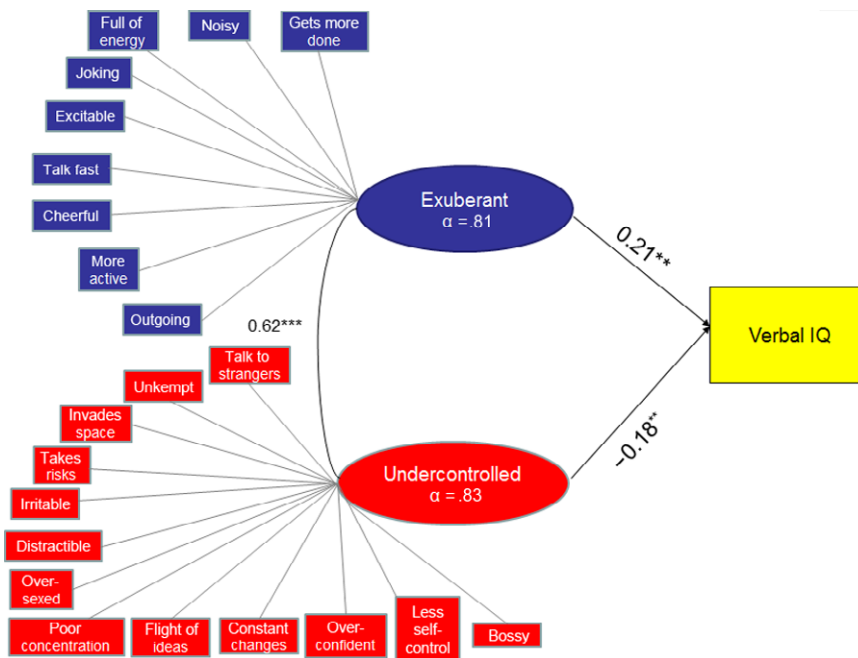 Full of
energy
Noisy
Gets more
done
Joking
Excitable
Talk fast
Cheerful
More
active
Outgoing
Exuberant
α =.81
0.21**
Verbal IQ
0.62***
−0.18**
Talk to
strangers
Unkempt
Invades
space
Takes
risks
Irritable
Distractible
Over-
sexed
Poor
concentration
Flight of
ideas
Constant
changes
Over-
confident
Less
self-
control
Bossy
Undercontrolled
α =.83